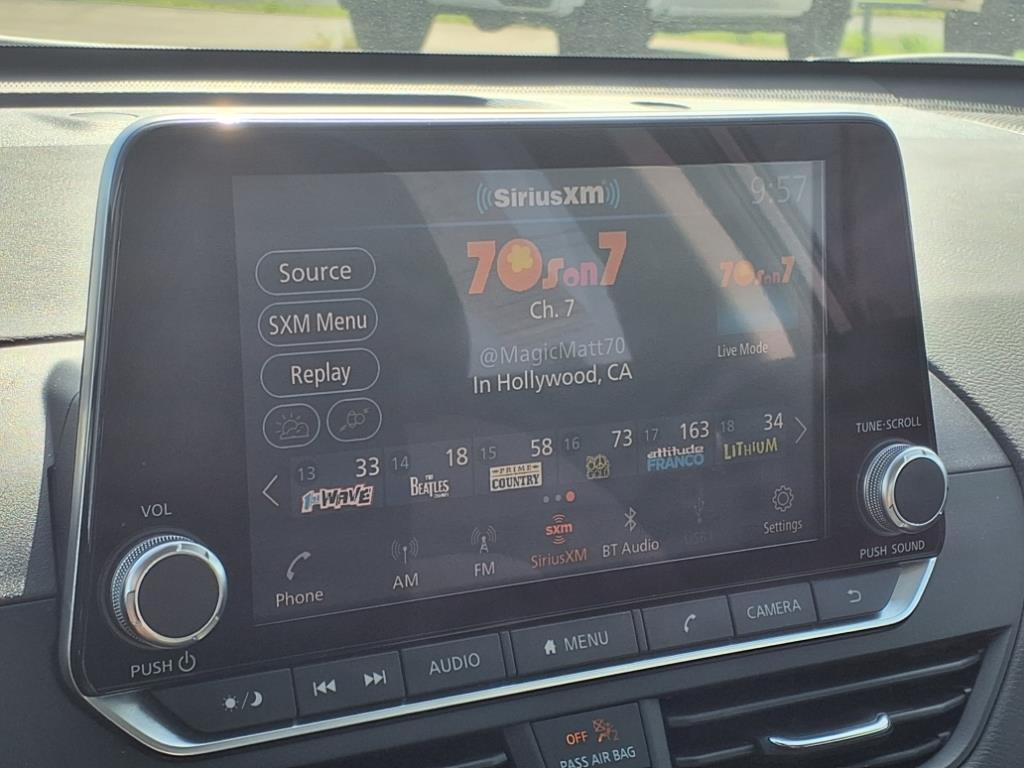 SiriusXm
9:57
70s on 7
70s on 7
Ch. 7
Source
SXM Menu
Replay
@MagicMatt70
In Hollywood, CA
Live Mode
13 33
1st WAVE
14 18
THE BEATLES CHANNEL
15 58
PRIME COUNTRY
16 73
17 163
attitude FRANCO
18 34
LITHIUM
Phone
AM
FM
sxm
SiriusXM
BT Audio
Settings
VOL
PUSH
TUNE·SCROLL
PUSH SOUND
AUDIO
MENU
CAMERA
OFF
2
PASS AIR BAG